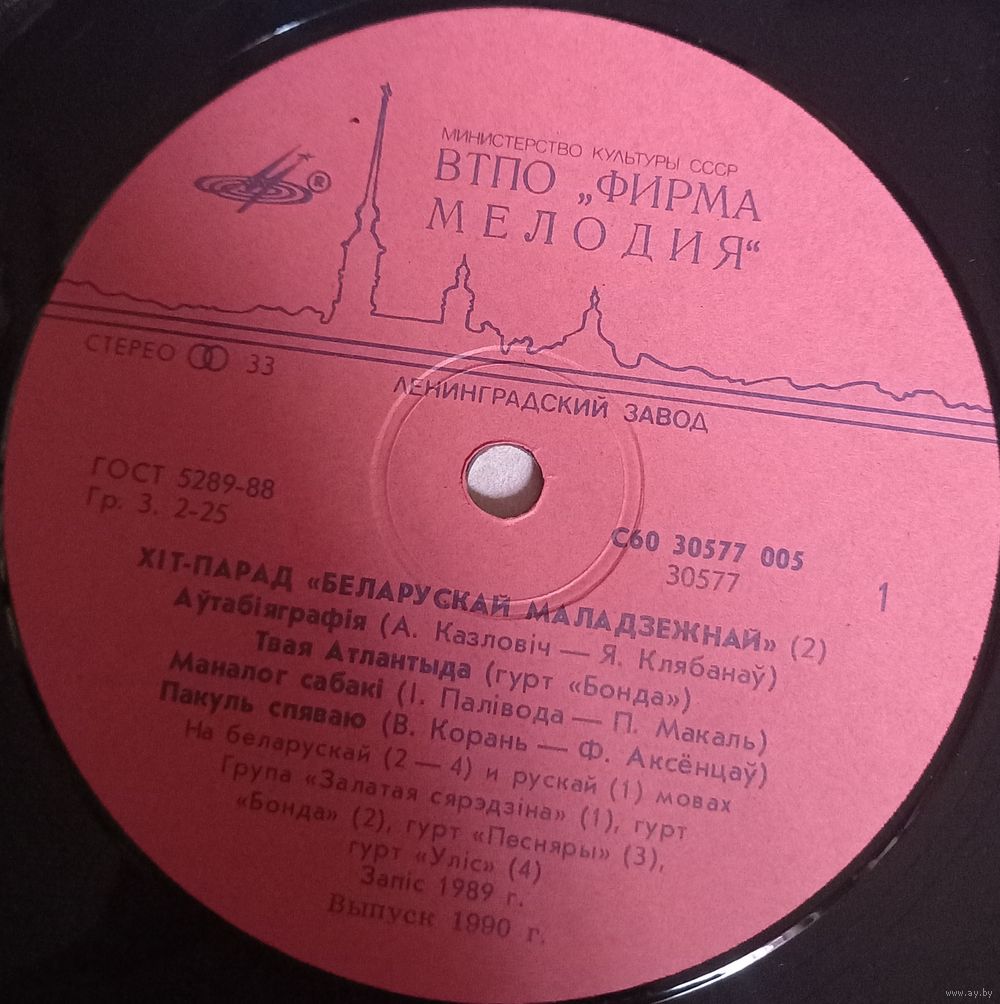 МИНИСТЕРСТВО КУЛЬТУРЫ СССР
ВТПО „ФИРМА
МЕЛОДИЯ“
®
СТЕРЕО 33
ЛЕНИНГРАДСКИЙ ЗАВОД
ГОСТ 5289-88
Гр. 3. 2-25
С60 30577 005
30577
1
ХІТ-ПАРАД «БЕЛАРУСКАЙ МАЛАДЗЕЖНАЙ» (2)
Аўтабіяграфія (А. Казловіч — Я. Клябанаў)
Твая Атлантыда (гурт «Бонда»)
Маналог сабакі (І. Палівода — П. Макаль)
Пакуль спяваю (В. Корань — Ф. Аксёнцаў)
На беларускай (2 — 4) и рускай (1) мовах
Група «Залатая сярэдзіна» (1), гурт
«Бонда» (2), гурт «Песняры» (3),
гурт «Уліс» (4)
Запіс 1989 г.
Выпуск 1990 г.
www.ay.by